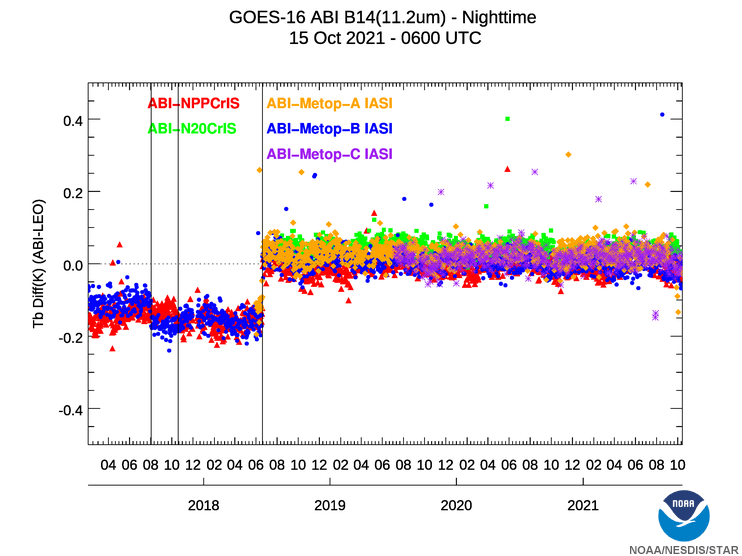 GOES-16 ABI B14(11.2um) - Nighttime
15 Oct 2021 - 0600 UTC
ABI−NPPCrIS ABI−Metop−A IASI
ABI−N20CrIS ABI−Metop−B IASI
ABI−Metop−C IASI
Tb Diff(K) (ABI-LEO)
0.4
0.2
0.0
-0.2
-0.4
04 06 08 10 12 02 04 06 08 10 12 02 04 06 08 10 12 02 04 06 08 10 12 02 04 06 08 10
2018 2019 2020 2021
NOAA
NOAA/NESDIS/STAR